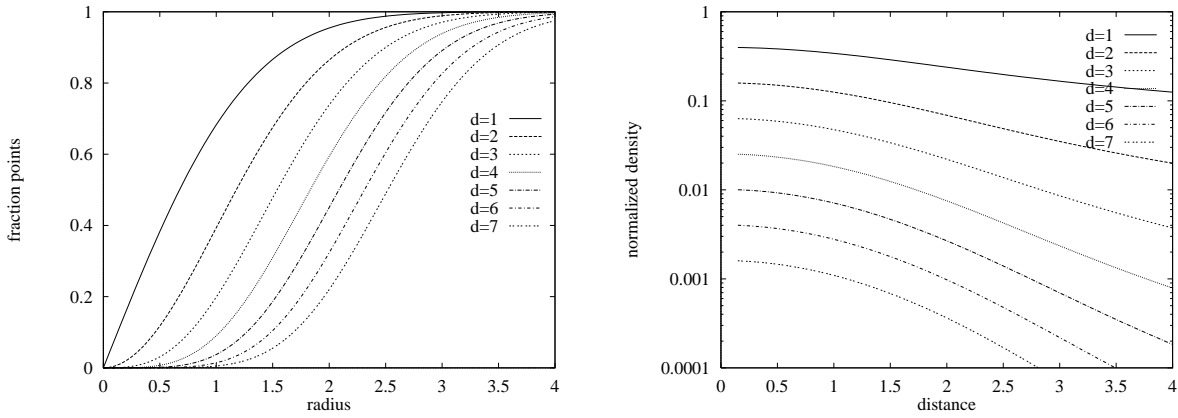 1
0.8
0.6
0.4
0.2
0
fraction points
0 0.5 1 1.5 2 2.5 3 3.5 4
radius
d=1
d=2
d=3
d=4
d=5
d=6
d=7
1
0.1
0.01
0.001
0.0001
normalized density
0 0.5 1 1.5 2 2.5 3 3.5 4
distance
d=1
d=2
d=3
d=4
d=5
d=6
d=7